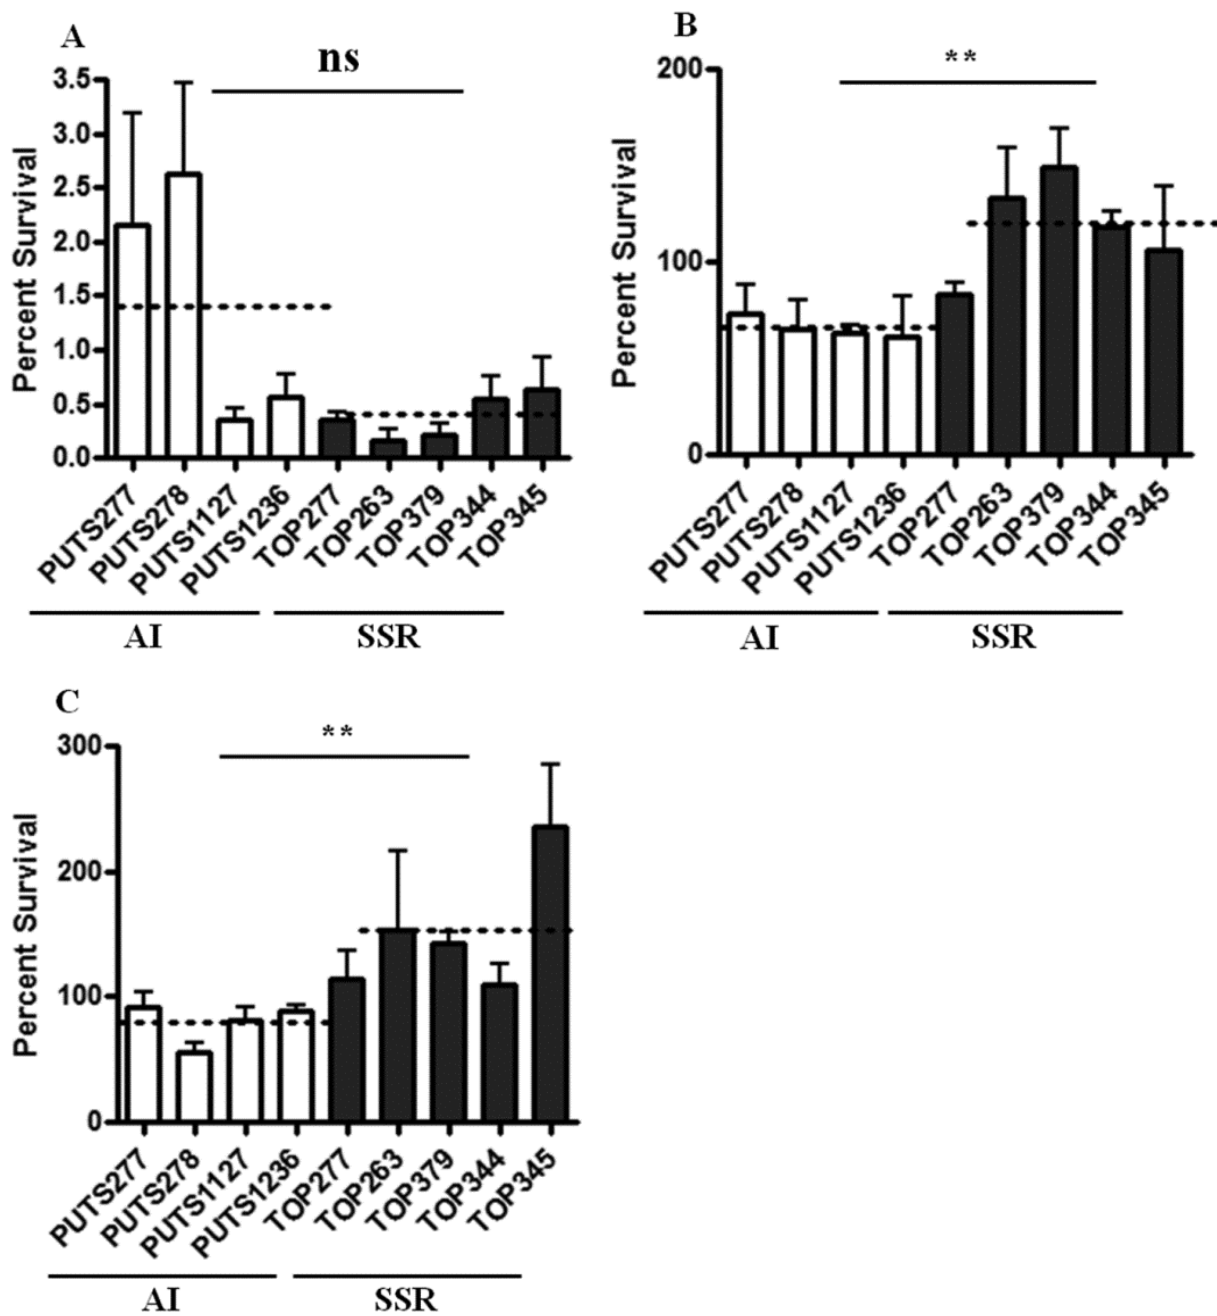 A
ns
Percent Survival
3.5
3.0
2.5
2.0
1.5
1.0
0.5
0.0
PUTS277
PUTS278
PUTS1127
PUTS1236
TOP277
TOP263
TOP379
TOP344
TOP345
AI
SSR
B
**
Percent Survival
200
100
0
PUTS277
PUTS278
PUTS1127
PUTS1236
TOP277
TOP263
TOP379
TOP344
TOP345
AI
SSR
C
**
Percent Survival
300
200
100
0
PUTS277
PUTS278
PUTS1127
PUTS1236
TOP277
TOP263
TOP379
TOP344
TOP345
AI
SSR